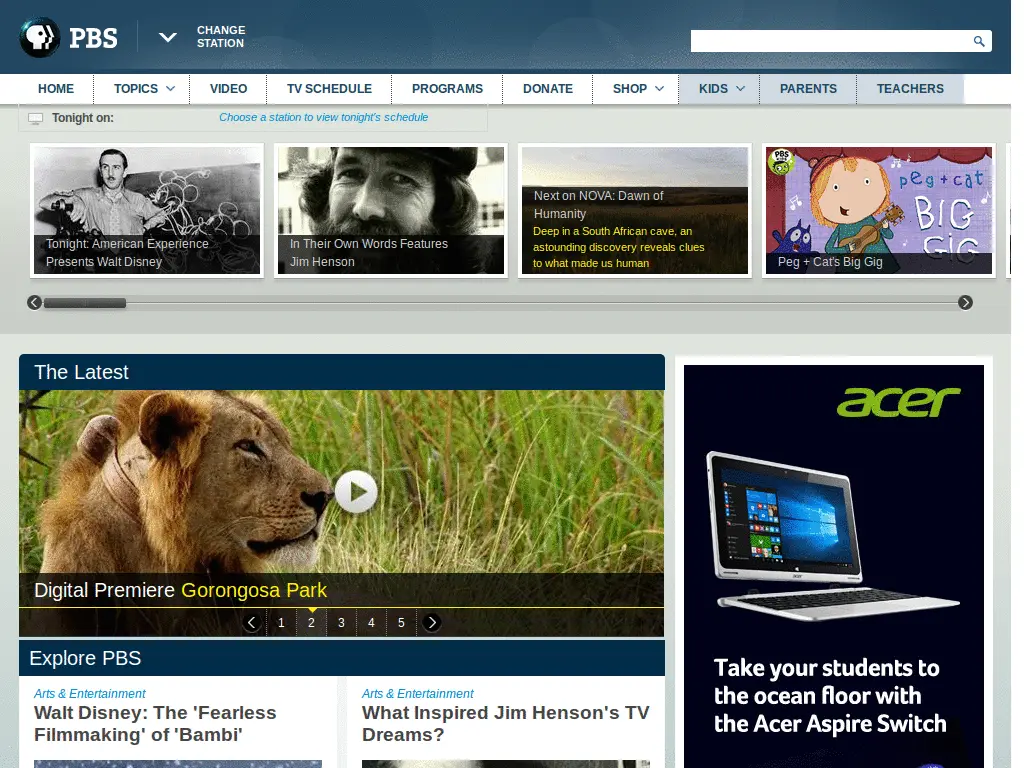 PBS
CHANGE
STATION
HOME
TOPICS
VIDEO
TV SCHEDULE
PROGRAMS
DONATE
SHOP
KIDS
PARENTS
TEACHERS
Tonight on:
Choose a station to view tonight's schedule
Tonight: American Experience
Presents Walt Disney
In Their Own Words Features
Jim Henson
Next on NOVA: Dawn of
Humanity
Deep in a South African cave, an
astounding discovery reveals clues
to what made us human
PBS
peg + cat
BIG
GIG
Peg + Cat's Big Gig
The Latest
Digital Premiere Gorongosa Park
1 2 3 4 5
Explore PBS
Arts & Entertainment
Walt Disney: The 'Fearless
Filmmaking' of 'Bambi'
Arts & Entertainment
What Inspired Jim Henson's TV
Dreams?
acer
acer
Take your students to
the ocean floor with
the Acer Aspire Switch